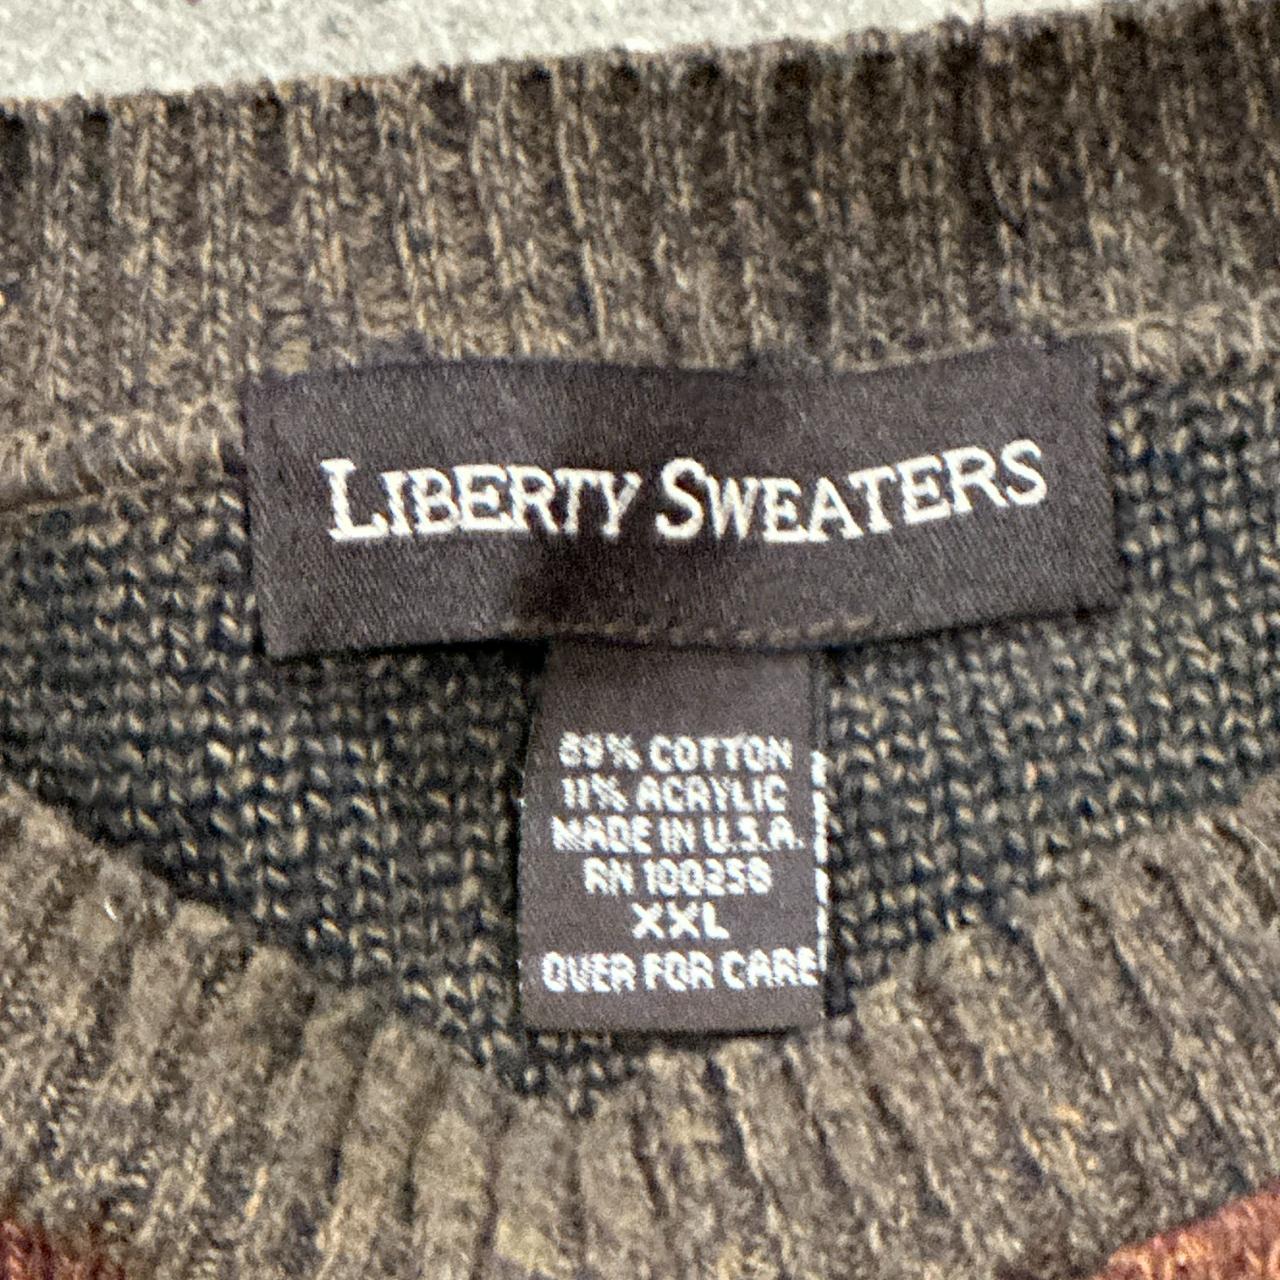 LIBERTY SWEATERS
89% COTTON
11% ACRYLIC
MADE IN U.S.A.
RN 100258
XXL
OVER FOR CARE